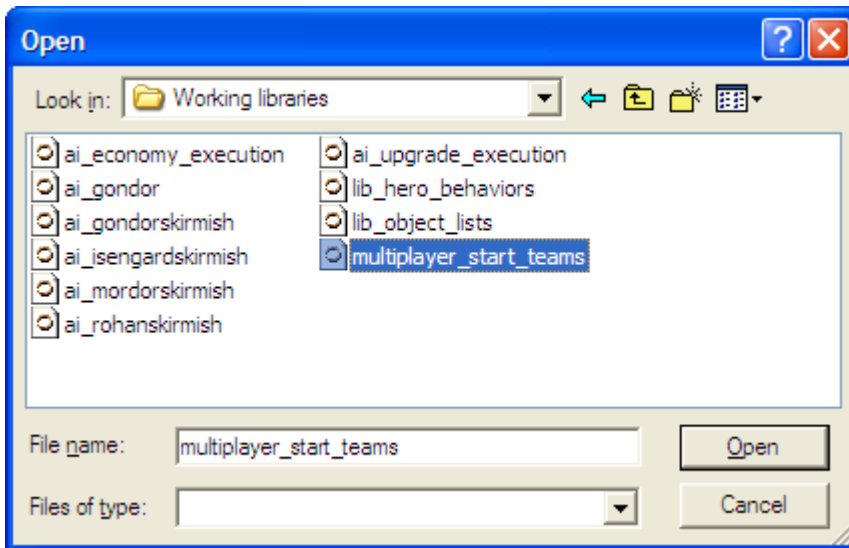 Open
Look in: Working libraries
ai_economy_execution
ai_gondor
ai_gondorskirmish
ai_isengardskirmish
ai_mordorskirmish
ai_rohanskirmish
ai_upgrade_execution
lib_hero_behaviors
lib_object_lists
multiplayer_start_teams
File name: multiplayer_start_teams Open
Files of type: Cancel